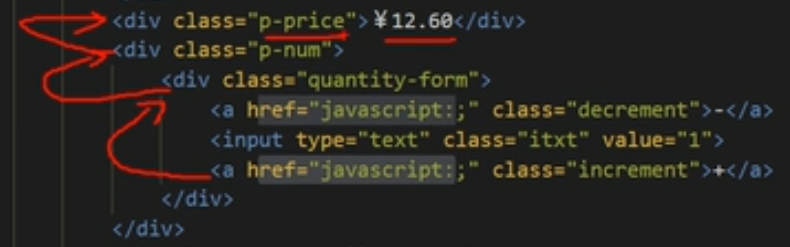 <div class="p-price">¥12.60</div>
<div class="p-num">
<div class="quantity-form">
<a href="javascript:;" class="decrement">-</a>
<input type="text" class="itxt" value="1">
<a href="javascript:;" class="increment">+</a>
</div>
</div>